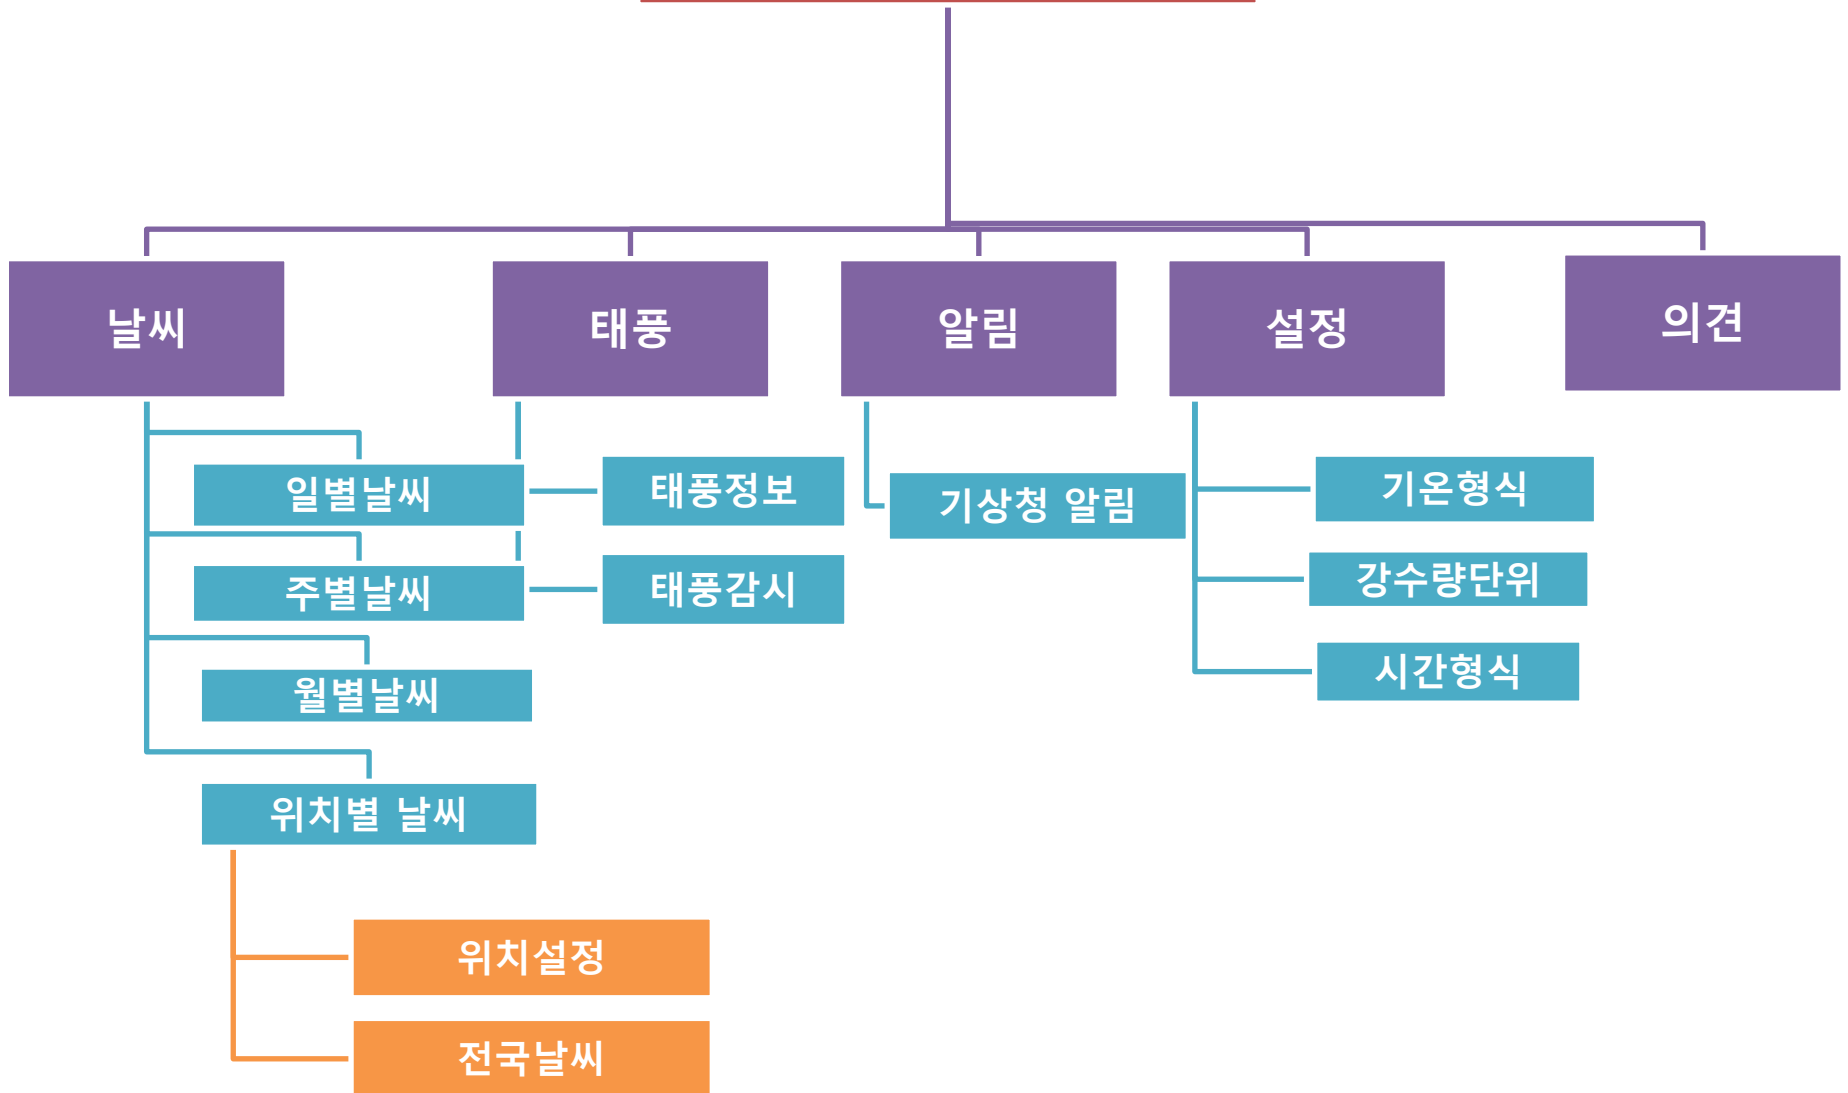 날씨
태풍
알림
설정
의견
일별날씨
태풍정보
기상청 알림
기온형식
주별날씨
태풍감시
강수량단위
월별날씨
시간형식
위치별 날씨
위치설정
전국날씨